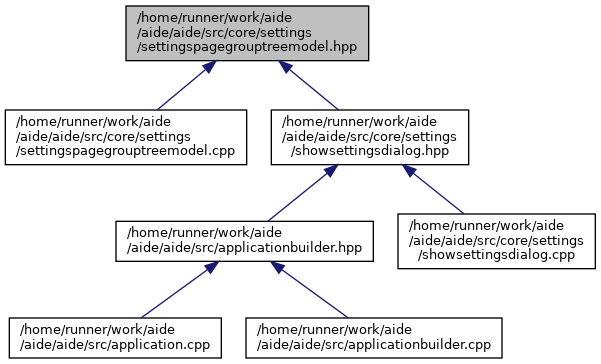 /home/runner/work/aide
/aide/aide/src/core/settings
/settingspagegrouptreemodel.hpp
/home/runner/work/aide
/aide/aide/src/core/settings
/settingspagegrouptreemodel.cpp
/home/runner/work/aide
/aide/aide/src/core/settings
/showsettingsdialog.hpp
/home/runner/work/aide
/aide/aide/src/applicationbuilder.hpp
/home/runner/work/aide
/aide/aide/src/core/settings
/showsettingsdialog.cpp
/home/runner/work/aide
/aide/aide/src/application.cpp
/home/runner/work/aide
/aide/aide/src/applicationbuilder.cpp